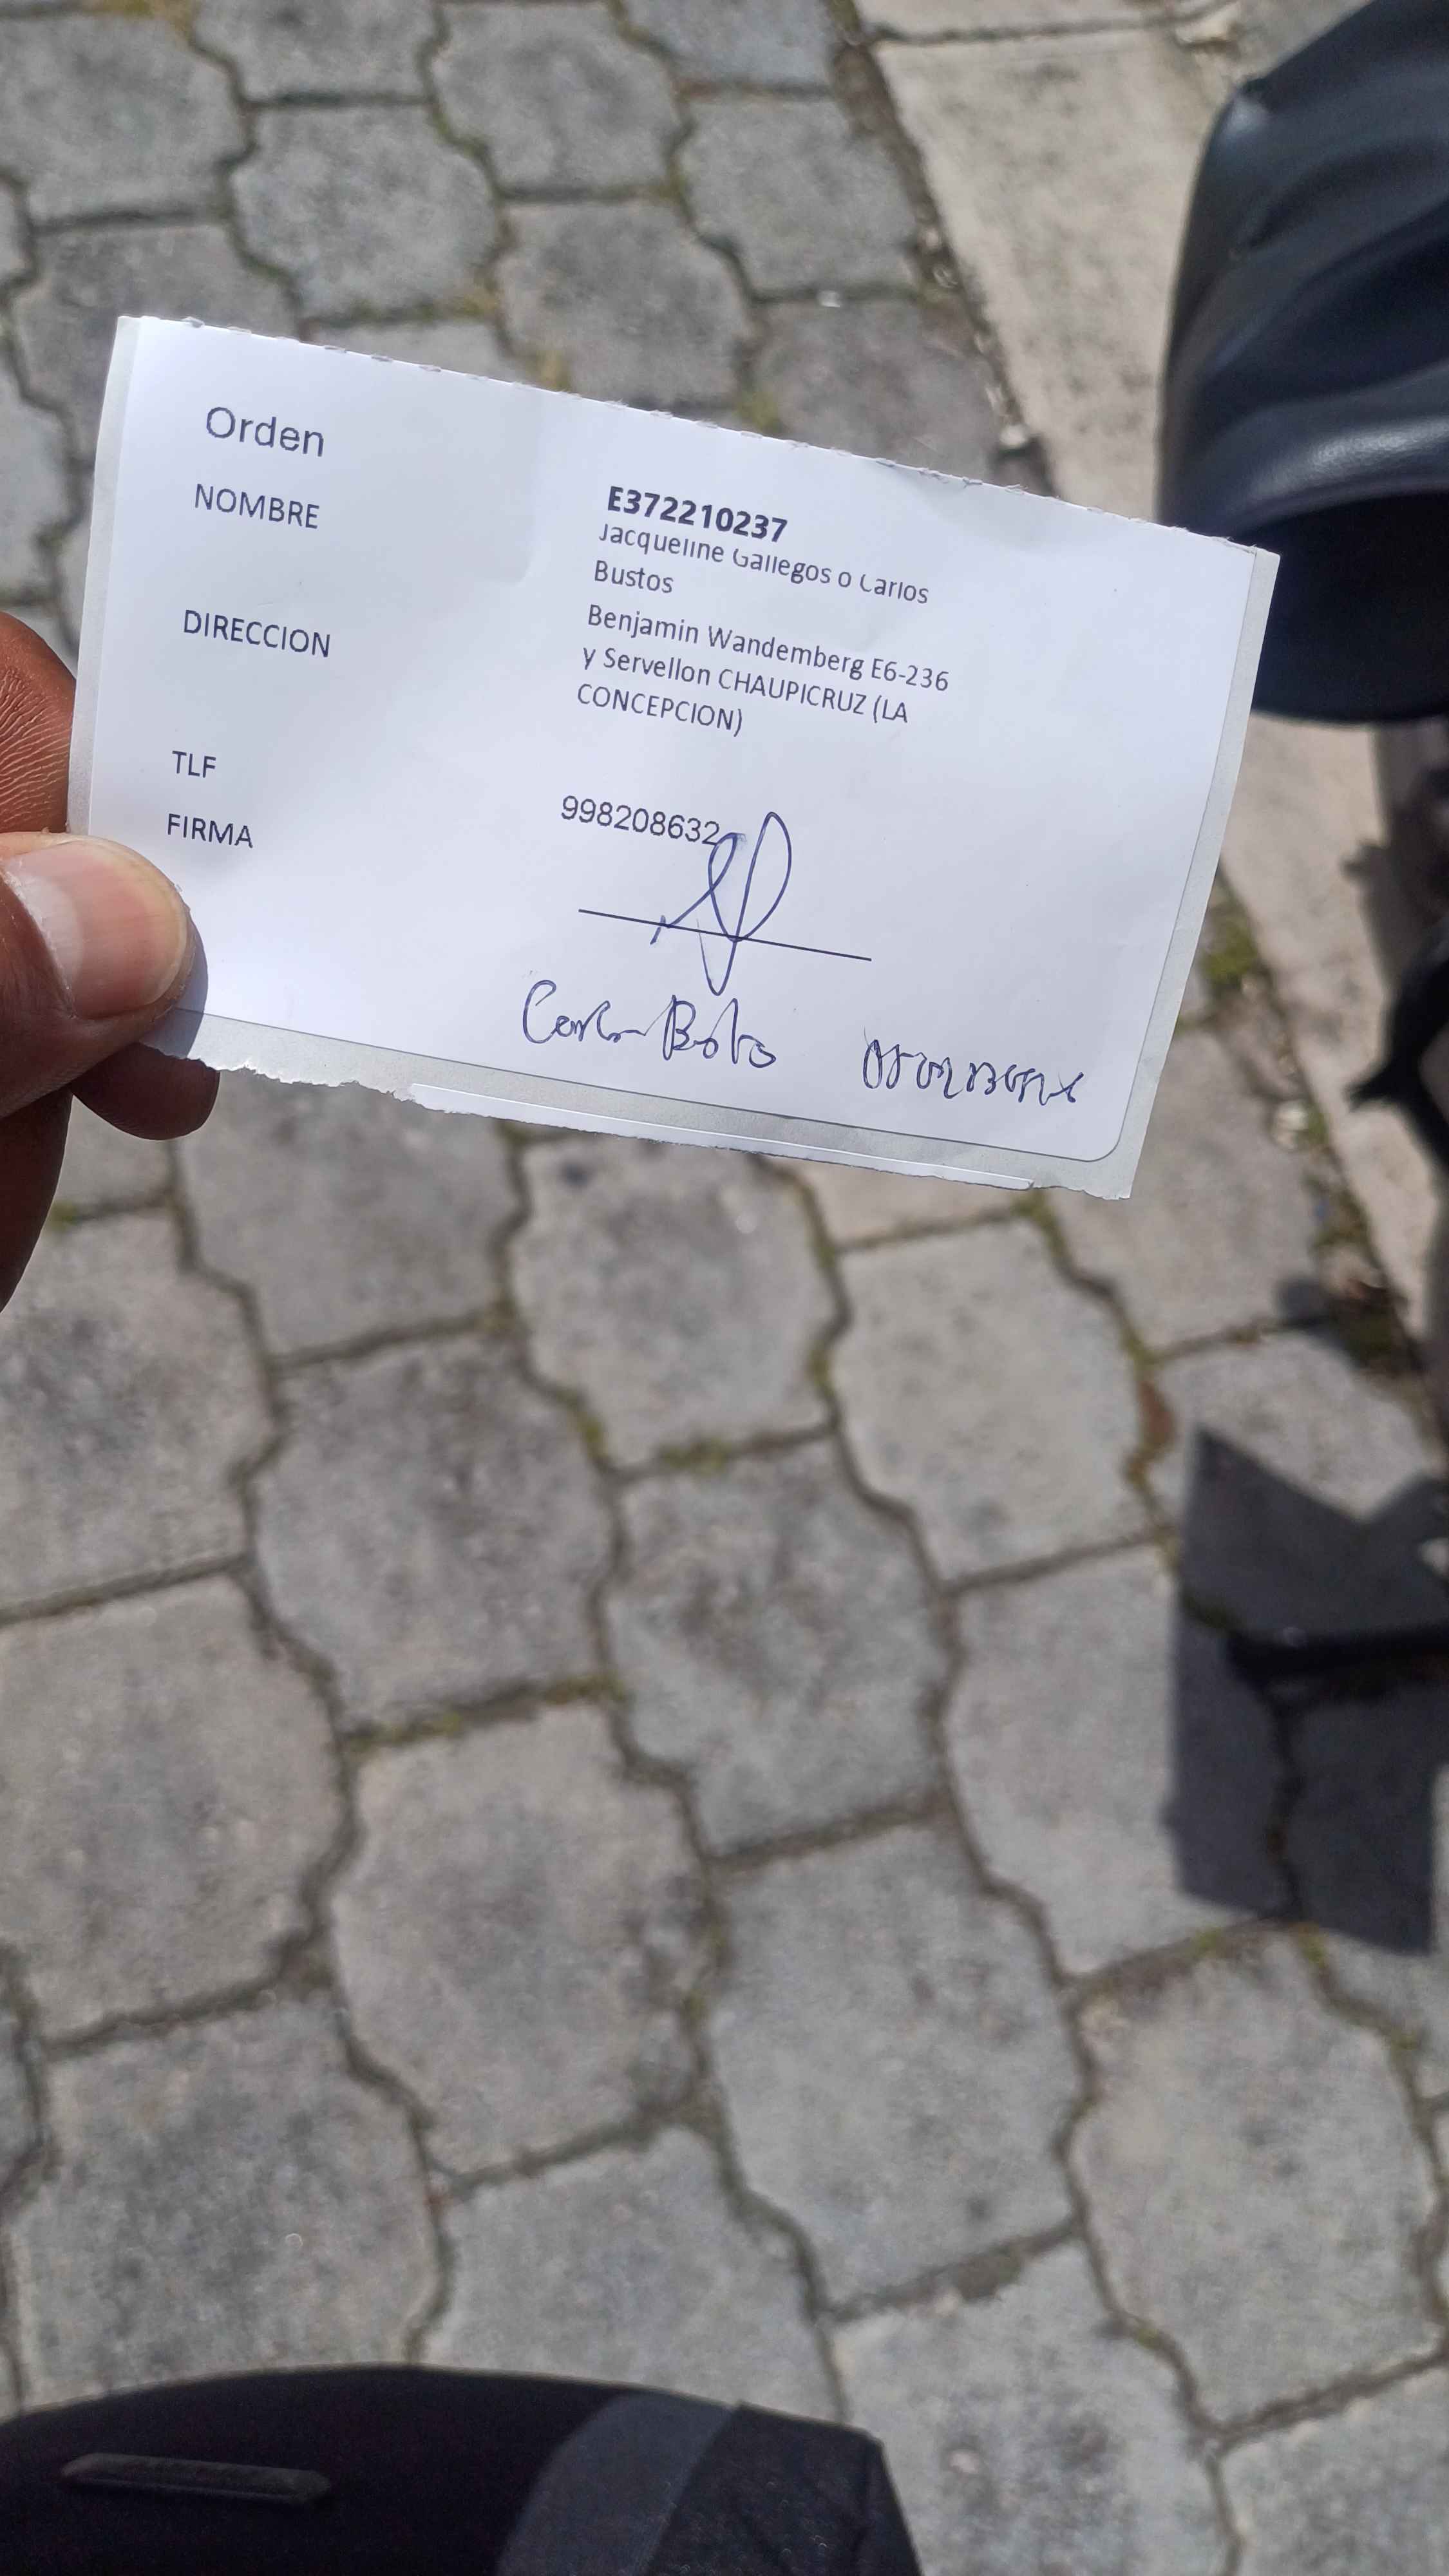 Orden
E372210237
NOMBRE
Jacqueline Gallegos o Carlos
Bustos
DIRECCION
Benjamin Wandemberg E6-236
y Servellon CHAUPICRUZ (LA
CONCEPCION)
TLF
998208632
FIRMA